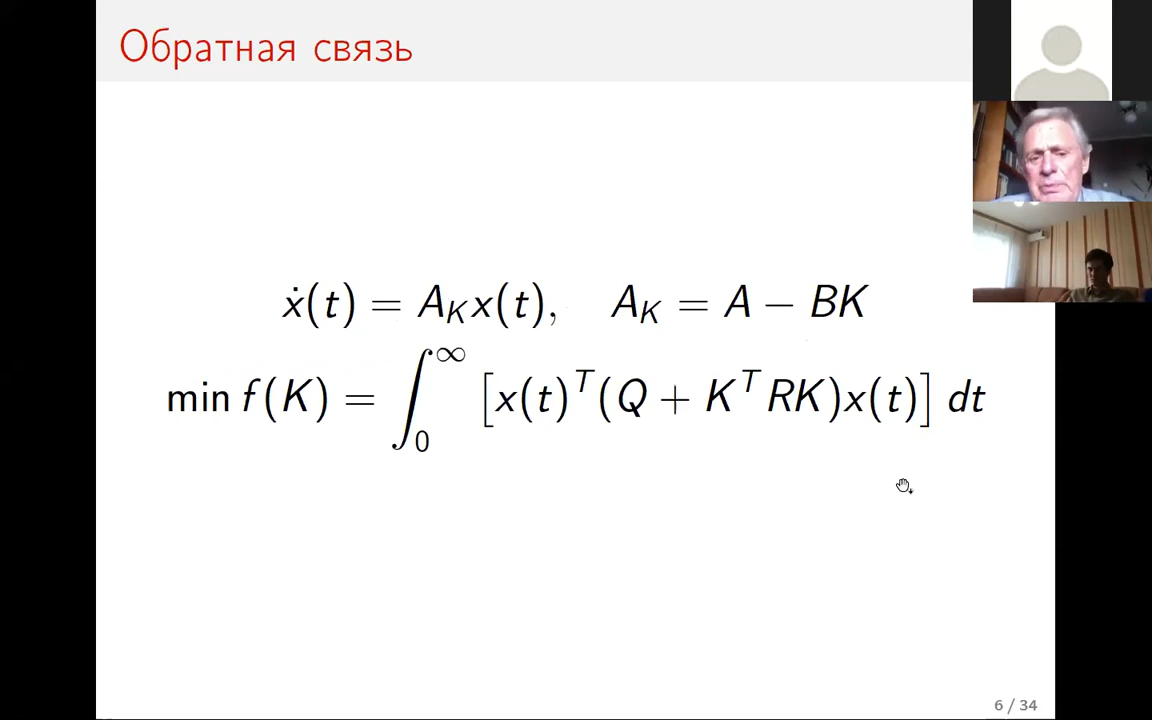 Обратная связь
ẋ(t) = A_K x(t),   A_K = A − BK
min f(K) = ∫_0^∞ [x(t)^T (Q + K^T RK)x(t)] dt
6 / 34